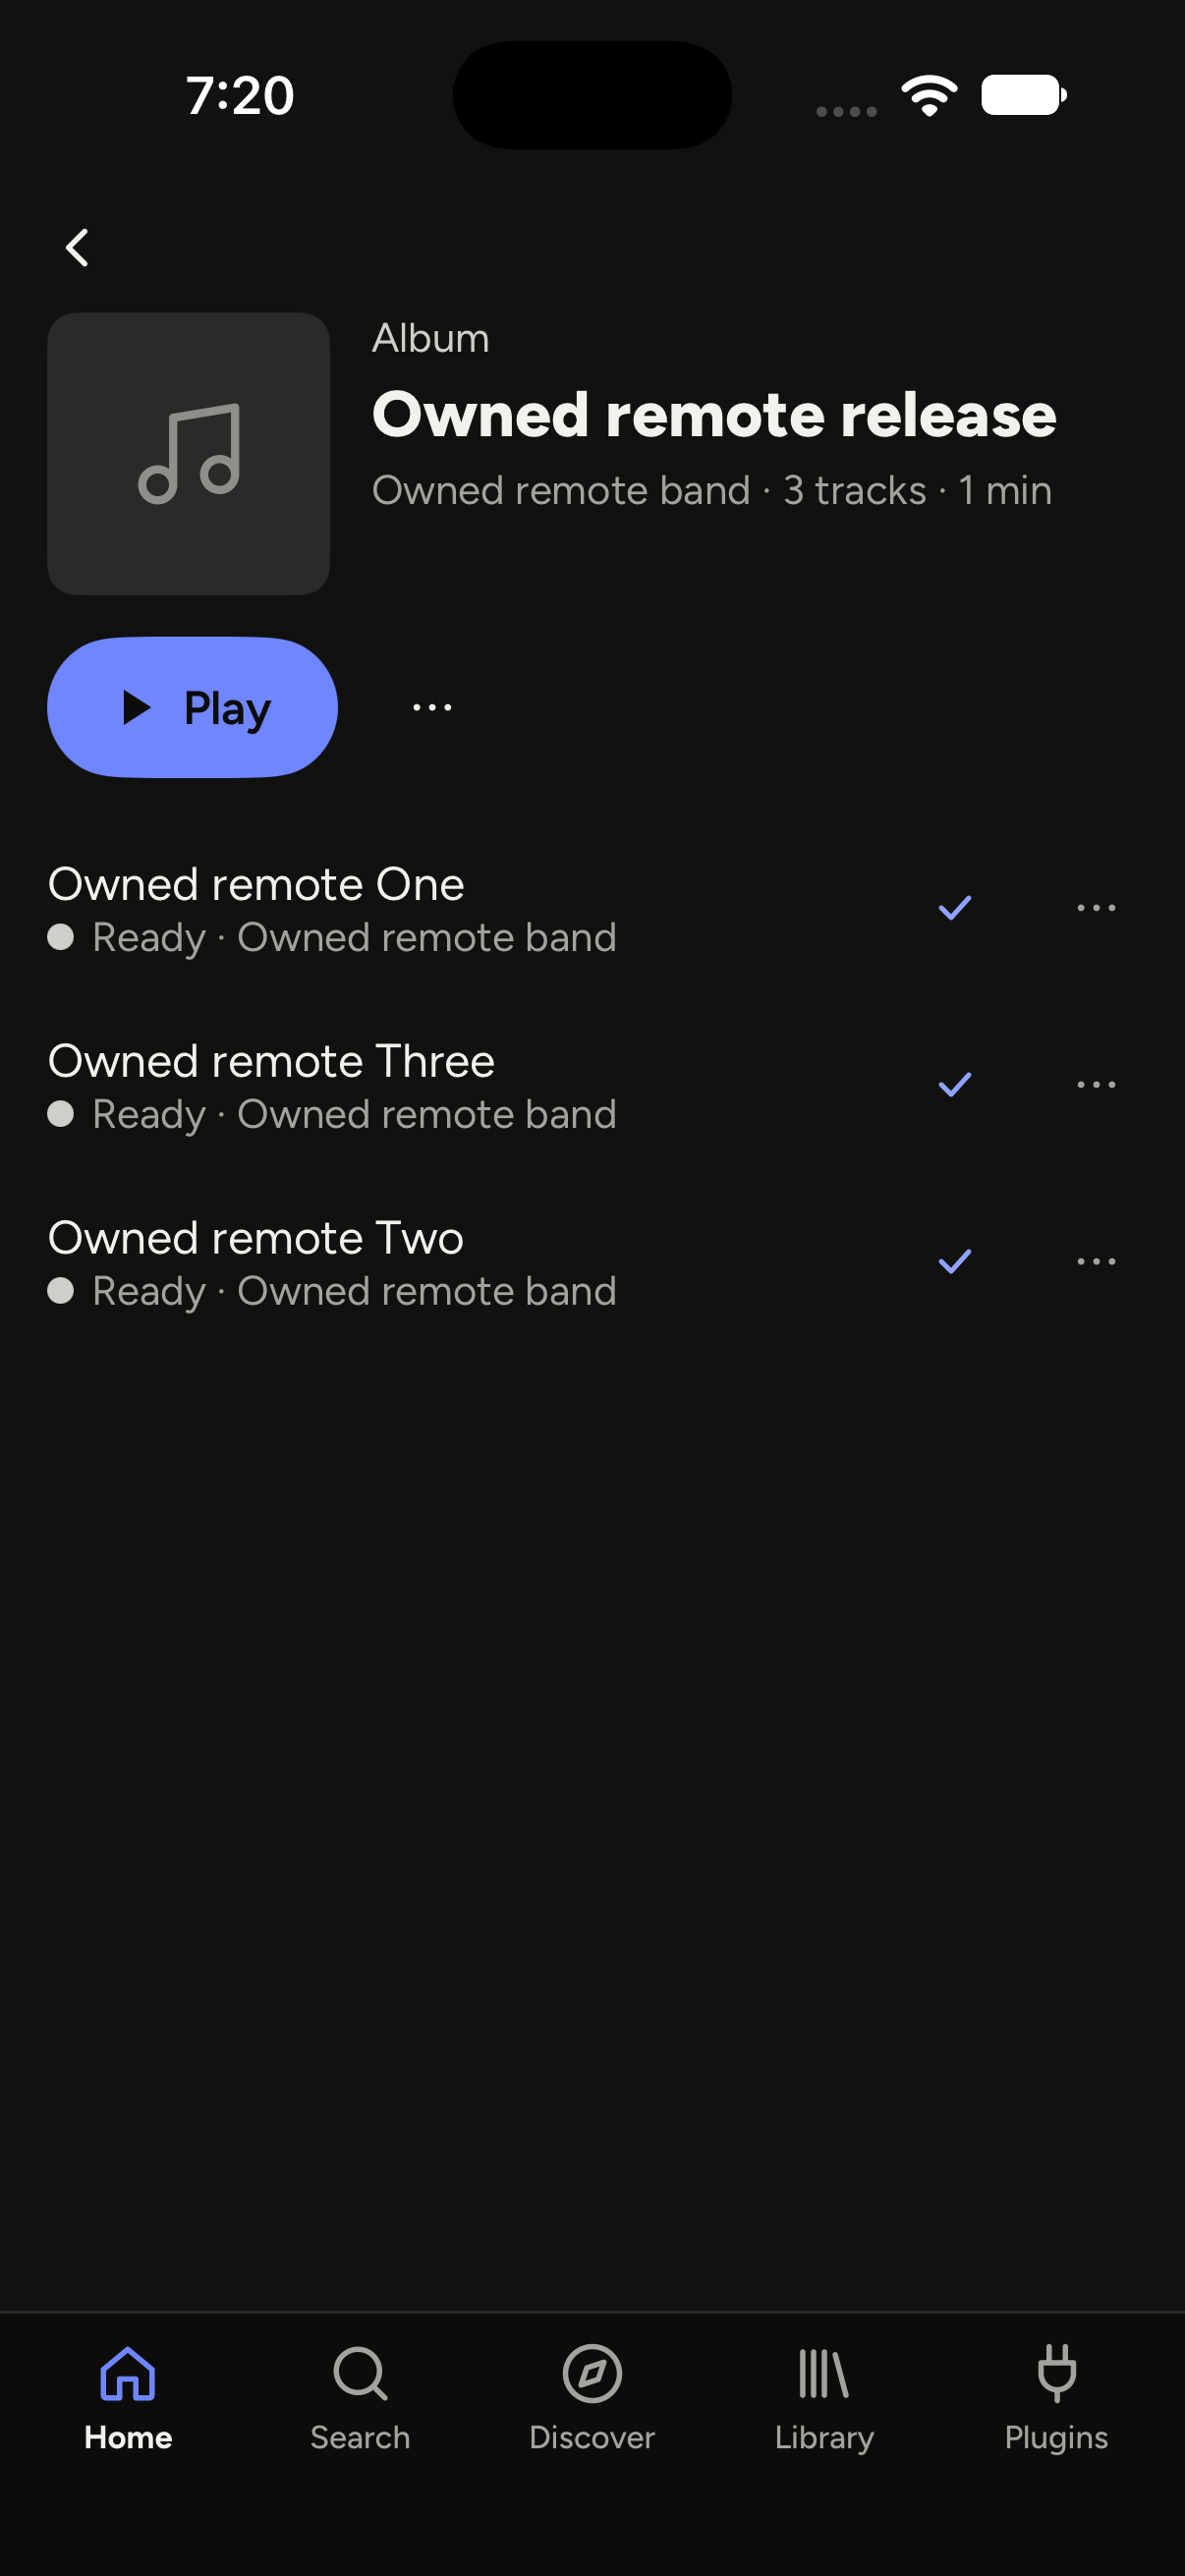 7:20
Album
Owned remote release
Owned remote band · 3 tracks · 1 min
Play
Owned remote One
Ready · Owned remote band
Owned remote Three
Ready · Owned remote band
Owned remote Two
Ready · Owned remote band
Home
Search
Discover
Library
Plugins